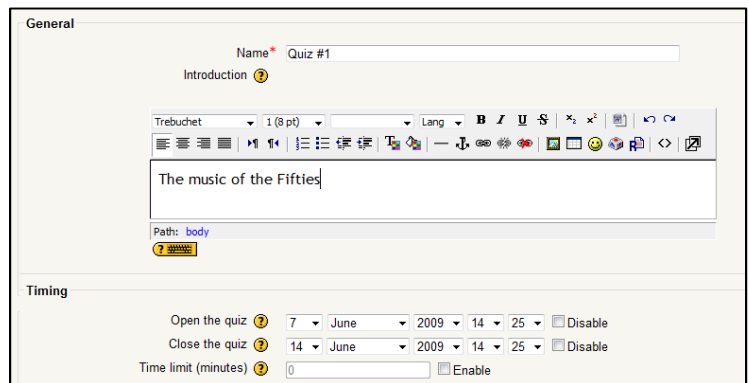 General
Name* Quiz #1
Introduction ?
Trebuchet 1 (8 pt) Lang B I U S x₂ x²
The music of the Fifties
Path: body
?
Timing
Open the quiz ? 7 June 2009 14 25 Disable
Close the quiz ? 14 June 2009 14 25 Disable
Time limit (minutes) ? 0 Enable